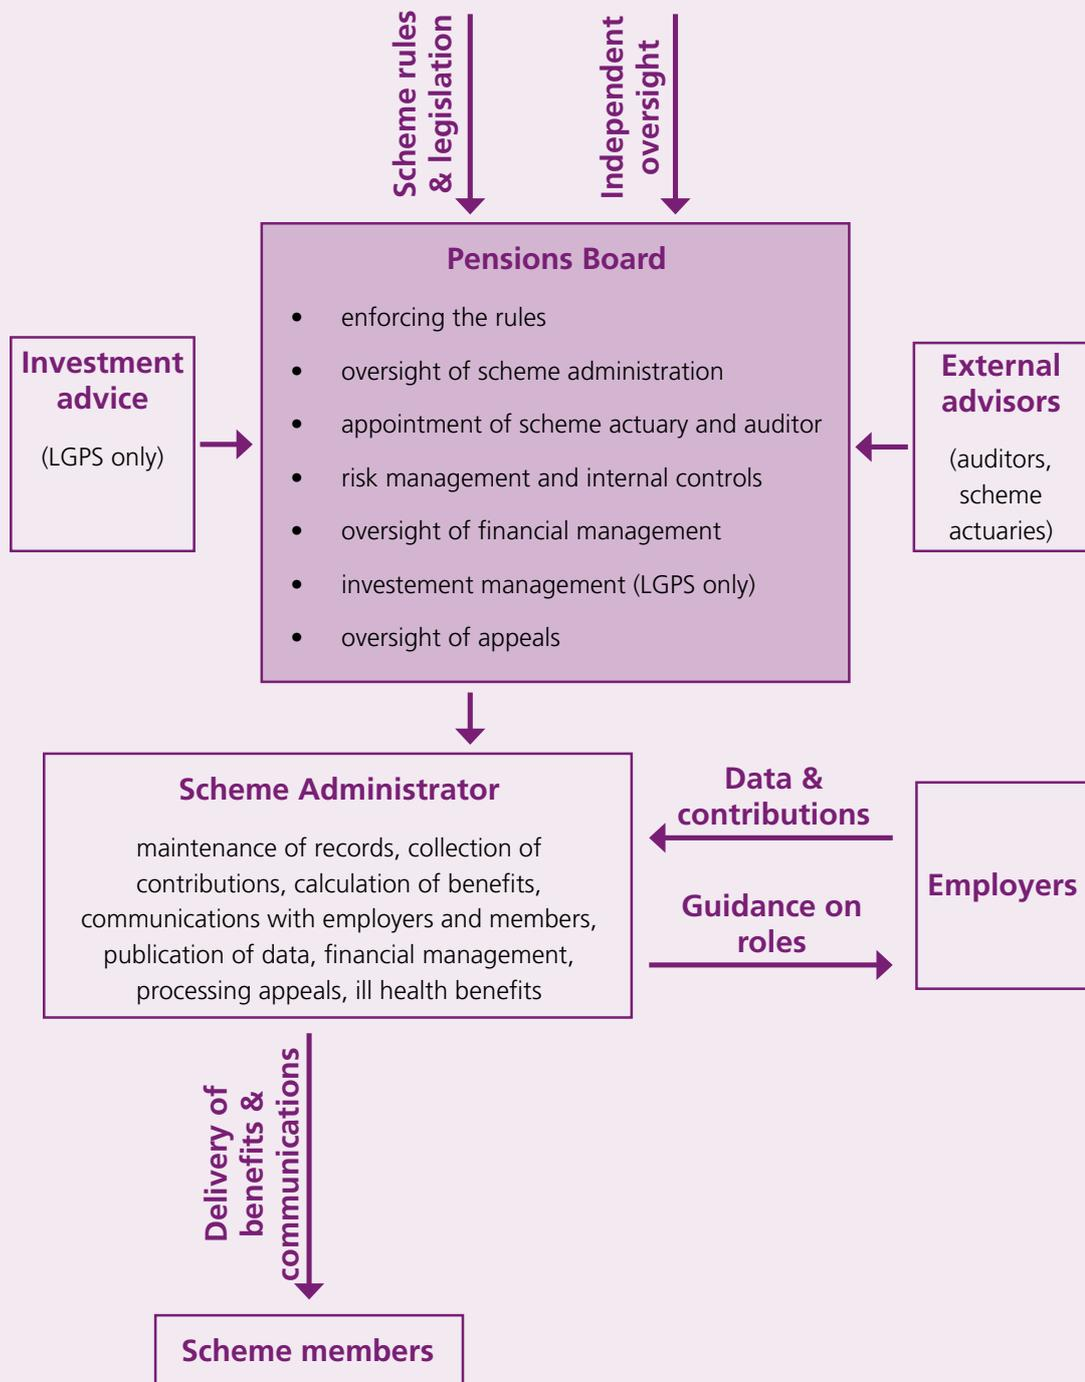 Scheme rules
& legislation
Independent
oversight
Pensions Board
• enforcing the rules
• oversight of scheme administration
• appointment of scheme actuary and auditor
• risk management and internal controls
• oversight of financial management
• investement management (LGPS only)
• oversight of appeals
Investment
advice
(LGPS only)
External
advisors
(auditors,
scheme
actuaries)
Scheme Administrator
maintenance of records, collection of
contributions, calculation of benefits,
communications with employers and members,
publication of data, financial management,
processing appeals, ill health benefits
Data &
contributions
Guidance on
roles
Employers
Delivery of
benefits &
communications
Scheme members